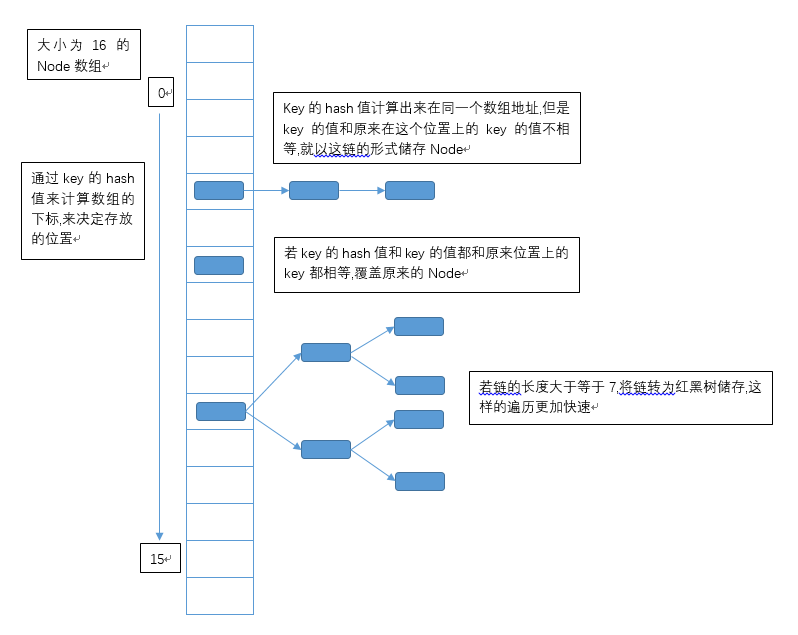 大小为 16 的
Node 数组
0
Key 的 hash 值计算出来在同一个数组地址,但是
key 的值和原来在这个位置上的 key 的值不相
等,就以这链的形式储存 Node
通过 key 的 hash
值来计算数组的
下标,来决定存放
的位置
若 key 的 hash 值和 key 的值都和原来位置上的
key 都相等,覆盖原来的 Node
若链的长度大于等于 7,将链转为红黑树储存,这
样的遍历更加快速
15